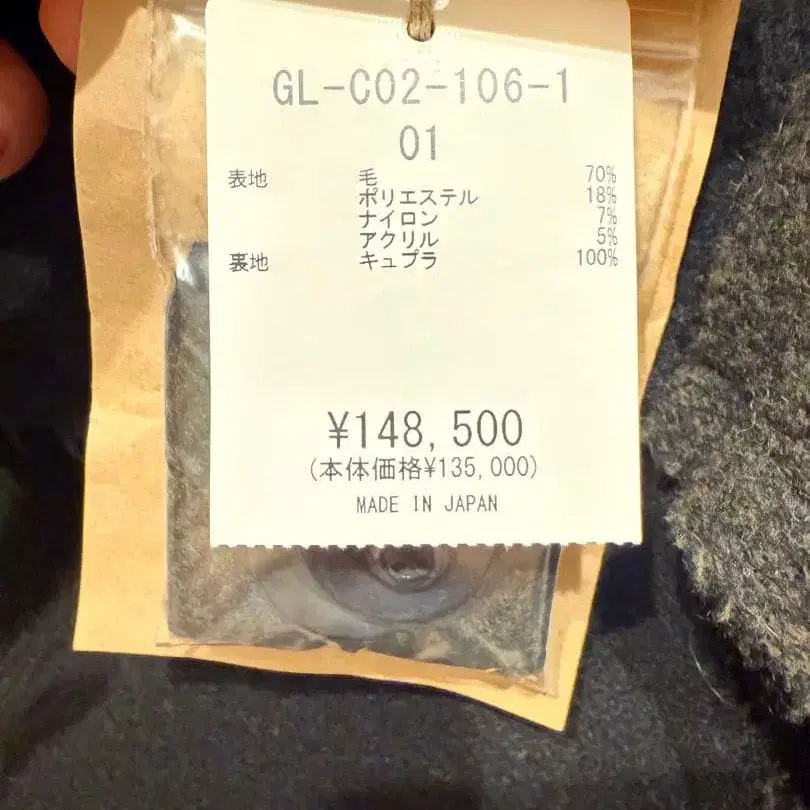 GL-C02-106-1
01
表地 毛 70%
ポリエステル 18%
ナイロン 7%
アクリル 5%
裏地 キュプラ 100%
¥148,500
(本体価格¥135,000)
MADE IN JAPAN